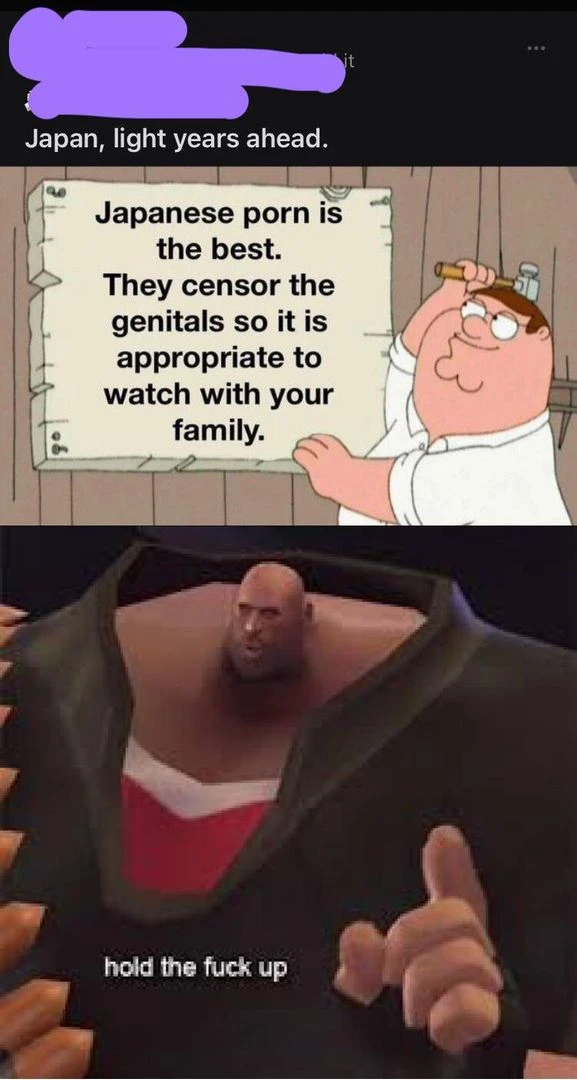 it
Japan, light years ahead.
Japanese porn is
the best.
They censor the
genitals so it is
appropriate to
watch with your
family.
hold the fuck up